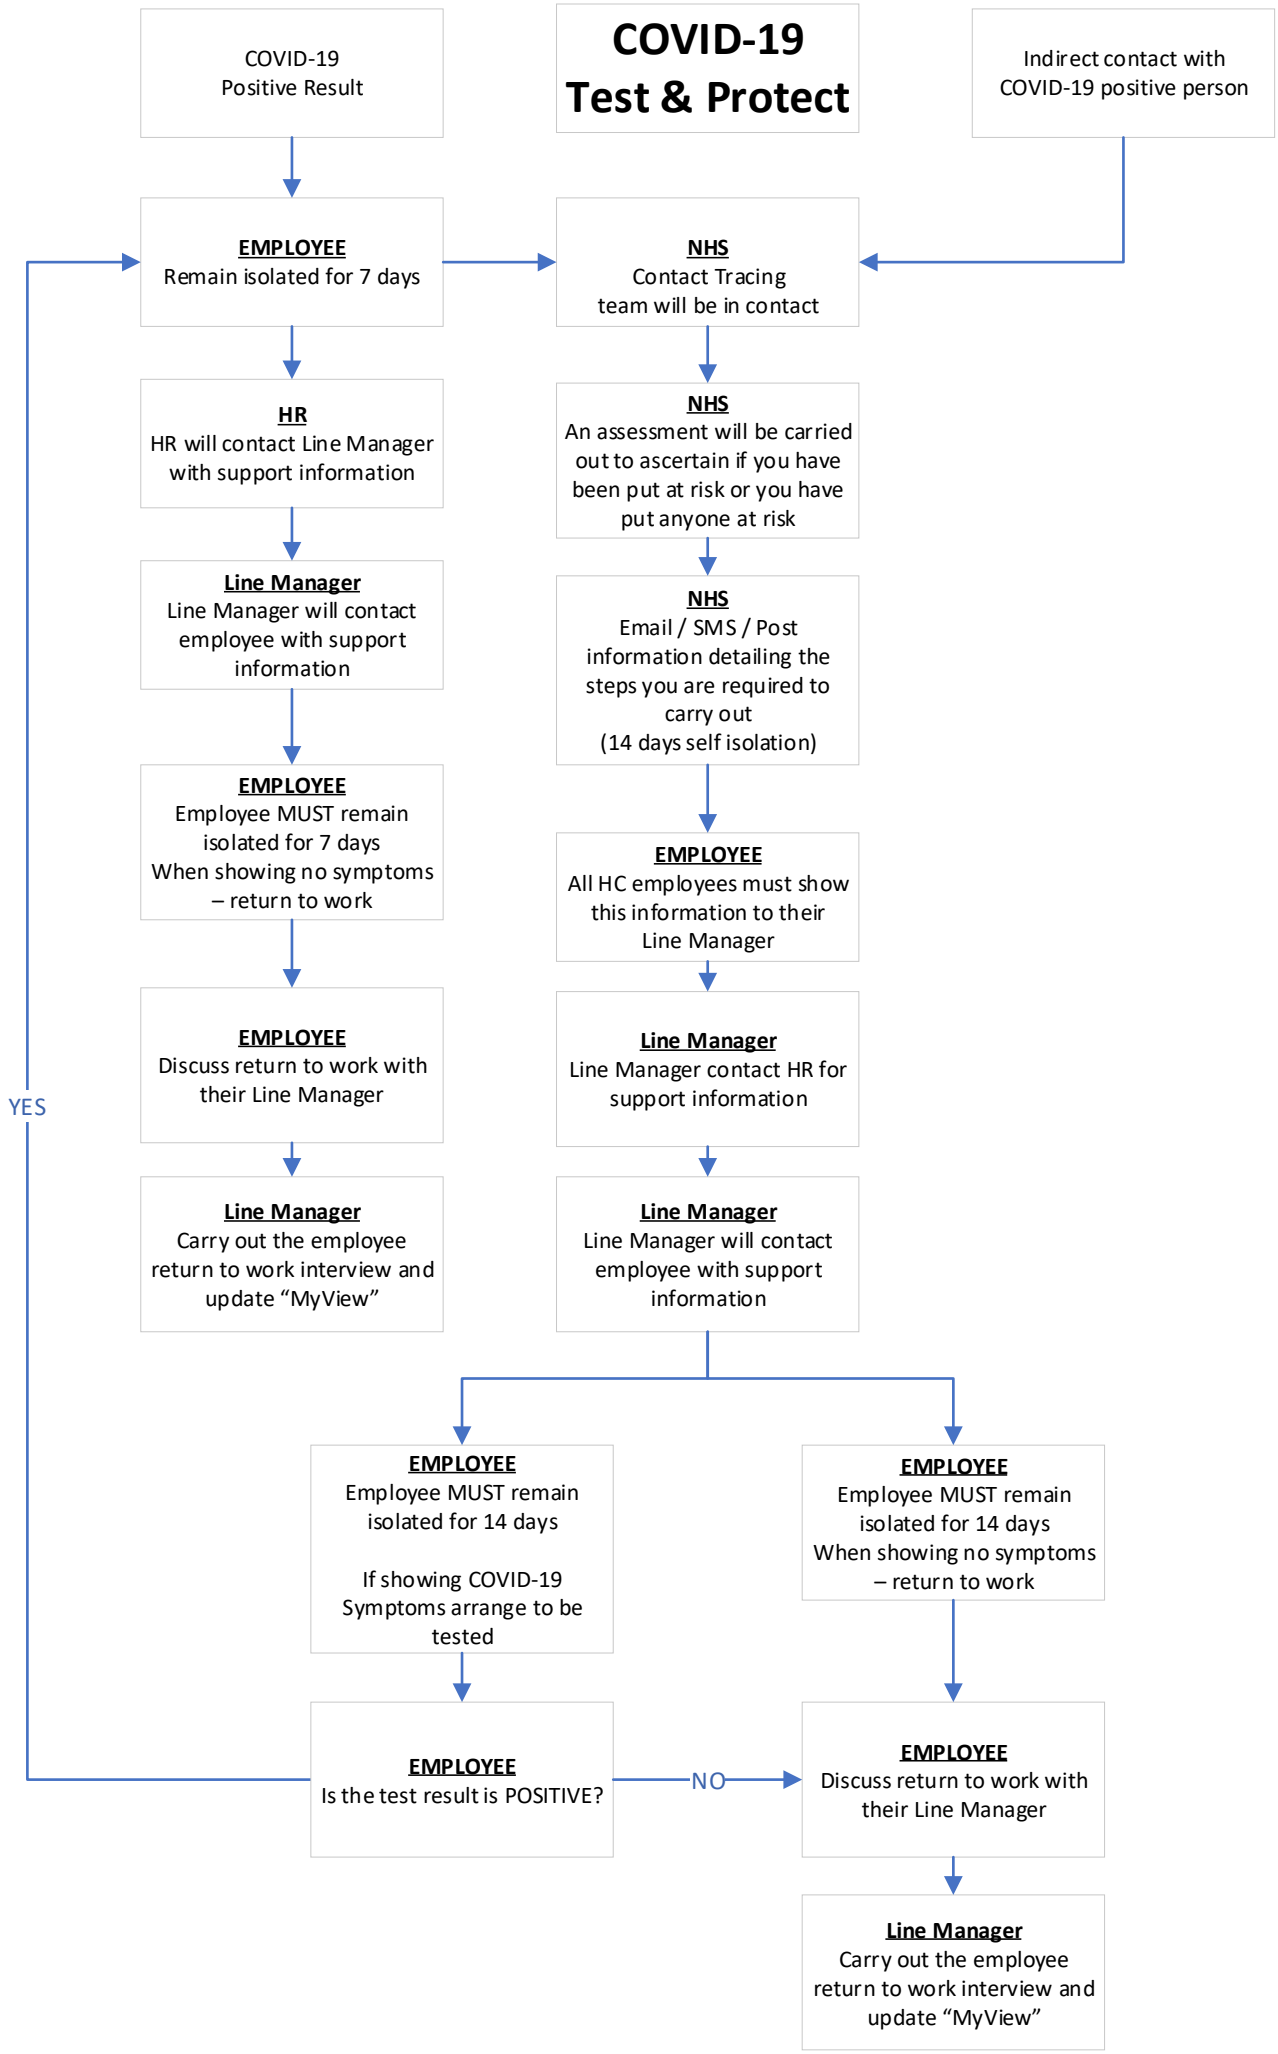 COVID-19
Positive Result
COVID-19
Test & Protect
Indirect contact with
COVID-19 positive person
EMPLOYEE
Remain isolated for 7 days
NHS
Contact Tracing
team will be in contact
HR
HR will contact Line Manager
with support information
NHS
An assessment will be carried
out to ascertain if you have
been put at risk or you have
put anyone at risk
Line Manager
Line Manager will contact
employee with support
information
NHS
Email / SMS / Post
information detailing the
steps you are required to
carry out
(14 days self isolation)
EMPLOYEE
Employee MUST remain
isolated for 7 days
When showing no symptoms
– return to work
EMPLOYEE
All HC employees must show
this information to their
Line Manager
EMPLOYEE
Discuss return to work with
their Line Manager
Line Manager
Line Manager contact HR for
support information
YES
Line Manager
Carry out the employee
return to work interview and
update “MyView”
Line Manager
Line Manager will contact
employee with support
information
EMPLOYEE
Employee MUST remain
isolated for 14 days
If showing COVID-19
Symptoms arrange to be
tested
EMPLOYEE
Employee MUST remain
isolated for 14 days
When showing no symptoms
– return to work
EMPLOYEE
Is the test result is POSITIVE?
NO
EMPLOYEE
Discuss return to work with
their Line Manager
Line Manager
Carry out the employee
return to work interview and
update “MyView”